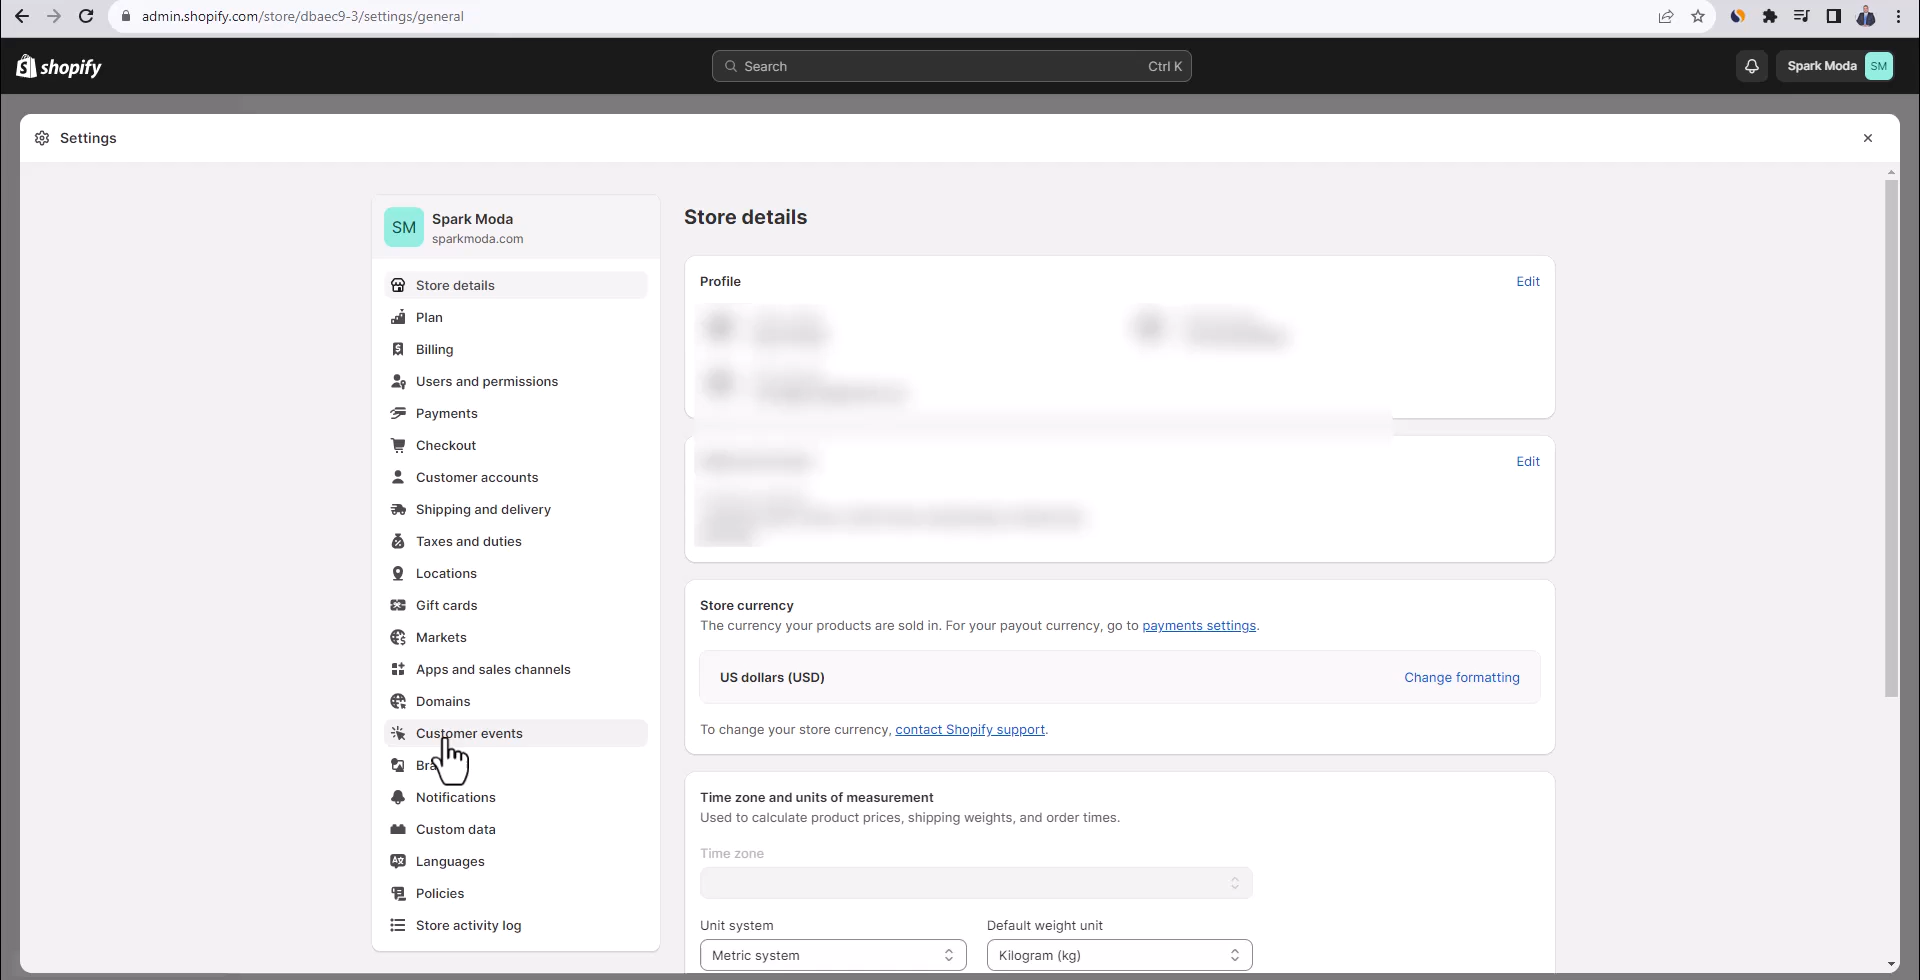 admin.shopify.com/store/dbaec9-3/settings/general
shopify
Search
Ctrl K
Spark Moda
SM
Settings
SM
Spark Moda
sparkmoda.com
Store details
Plan
Billing
Users and permissions
Payments
Checkout
Customer accounts
Shipping and delivery
Taxes and duties
Locations
Gift cards
Markets
Apps and sales channels
Domains
Customer events
Notifications
Custom data
Languages
Policies
Store activity log
Store details
Profile
Edit
Edit
Store currency
The currency your products are sold in. For your payout currency, go to payments settings.
US dollars (USD)
Change formatting
To change your store currency, contact Shopify support.
Time zone and units of measurement
Used to calculate product prices, shipping weights, and order times.
Time zone
Unit system
Default weight unit
Metric system
Kilogram (kg)